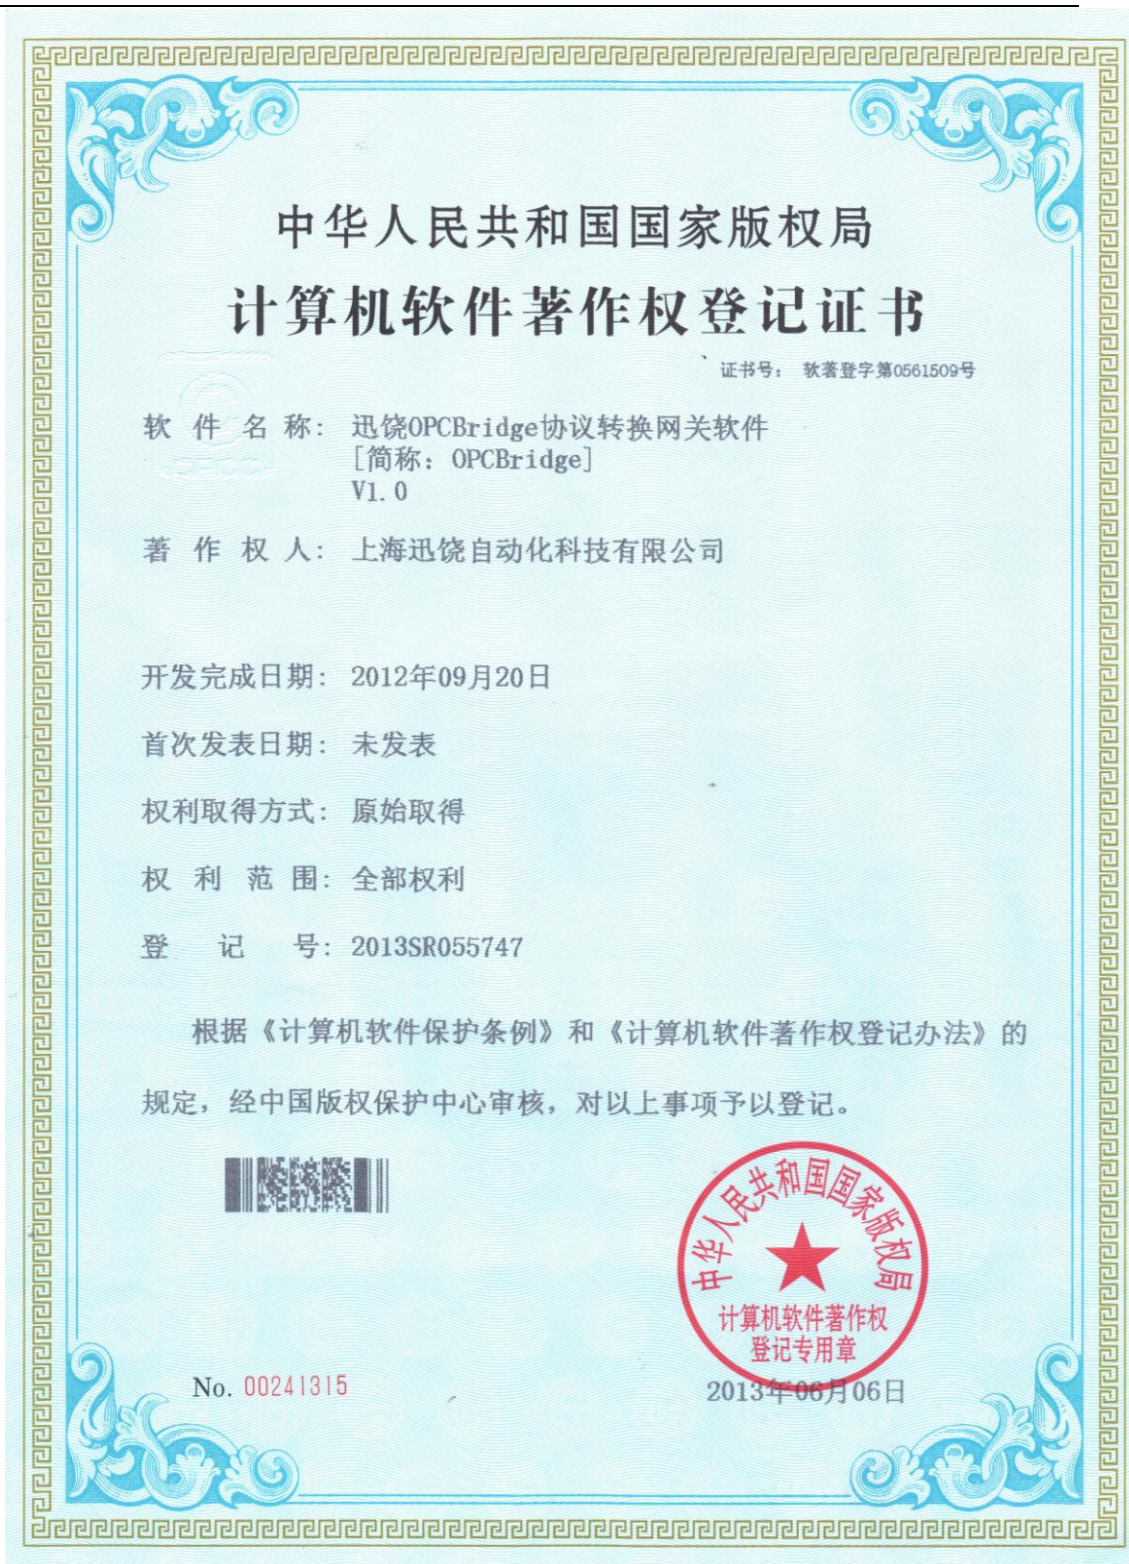 中华人民共和国国家版权局
计算机软件著作权登记证书
证书号： 软著登字第0561509号
软件名称： 迅饶OPCBridge协议转换网关软件
[简称：OPCBridge]
V1.0
著作权人： 上海迅饶自动化科技有限公司
开发完成日期： 2012年09月20日
首次发表日期： 未发表
权利取得方式： 原始取得
权利范围： 全部权利
登记号： 2013SR055747
根据《计算机软件保护条例》和《计算机软件著作权登记办法》的
规定，经中国版权保护中心审核，对以上事项予以登记。
中华人民共和国国家版权局
计算机软件著作权
登记专用章
No. 00241315
2013年06月06日